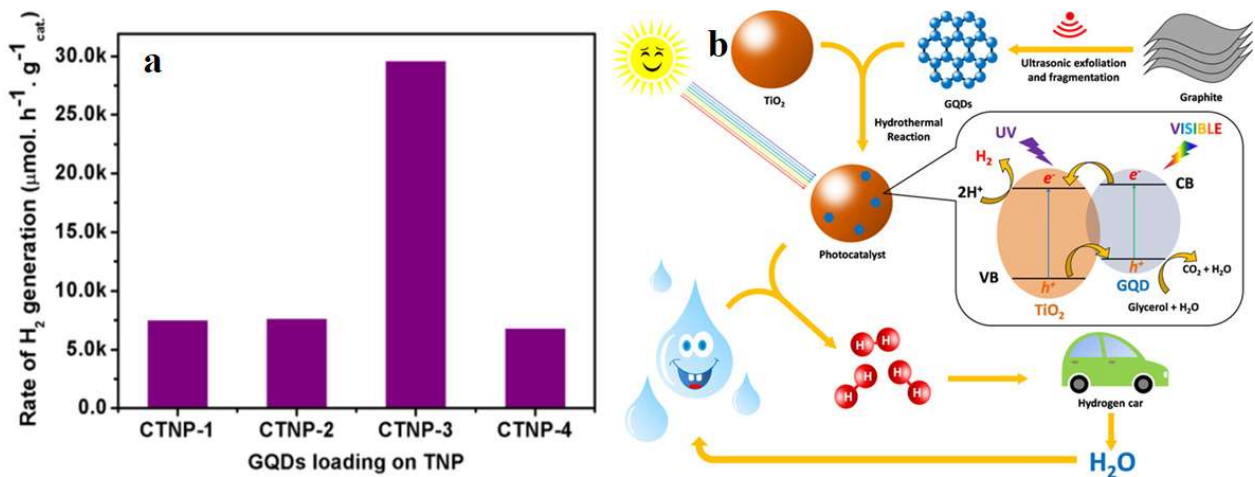 a
Rate of H₂ generation (μmol. h⁻¹ . g⁻¹cat.)
30.0k
25.0k
20.0k
15.0k
10.0k
5.0k
0.0
CTNP-1
CTNP-2
CTNP-3
CTNP-4
GQDs loading on TNP
b
TiO₂
GQDs
Ultrasonic exfoliation
and fragmentation
Graphite
Hydrothermal
Reaction
Photocatalyst
UV
VISIBLE
H₂
2H⁺
e⁻
e⁻
CB
VB
h⁺
h⁺
TiO₂
GQD
CO₂ + H₂O
Glycerol + H₂O
H
H
H
H
H
H
Hydrogen car
H₂O